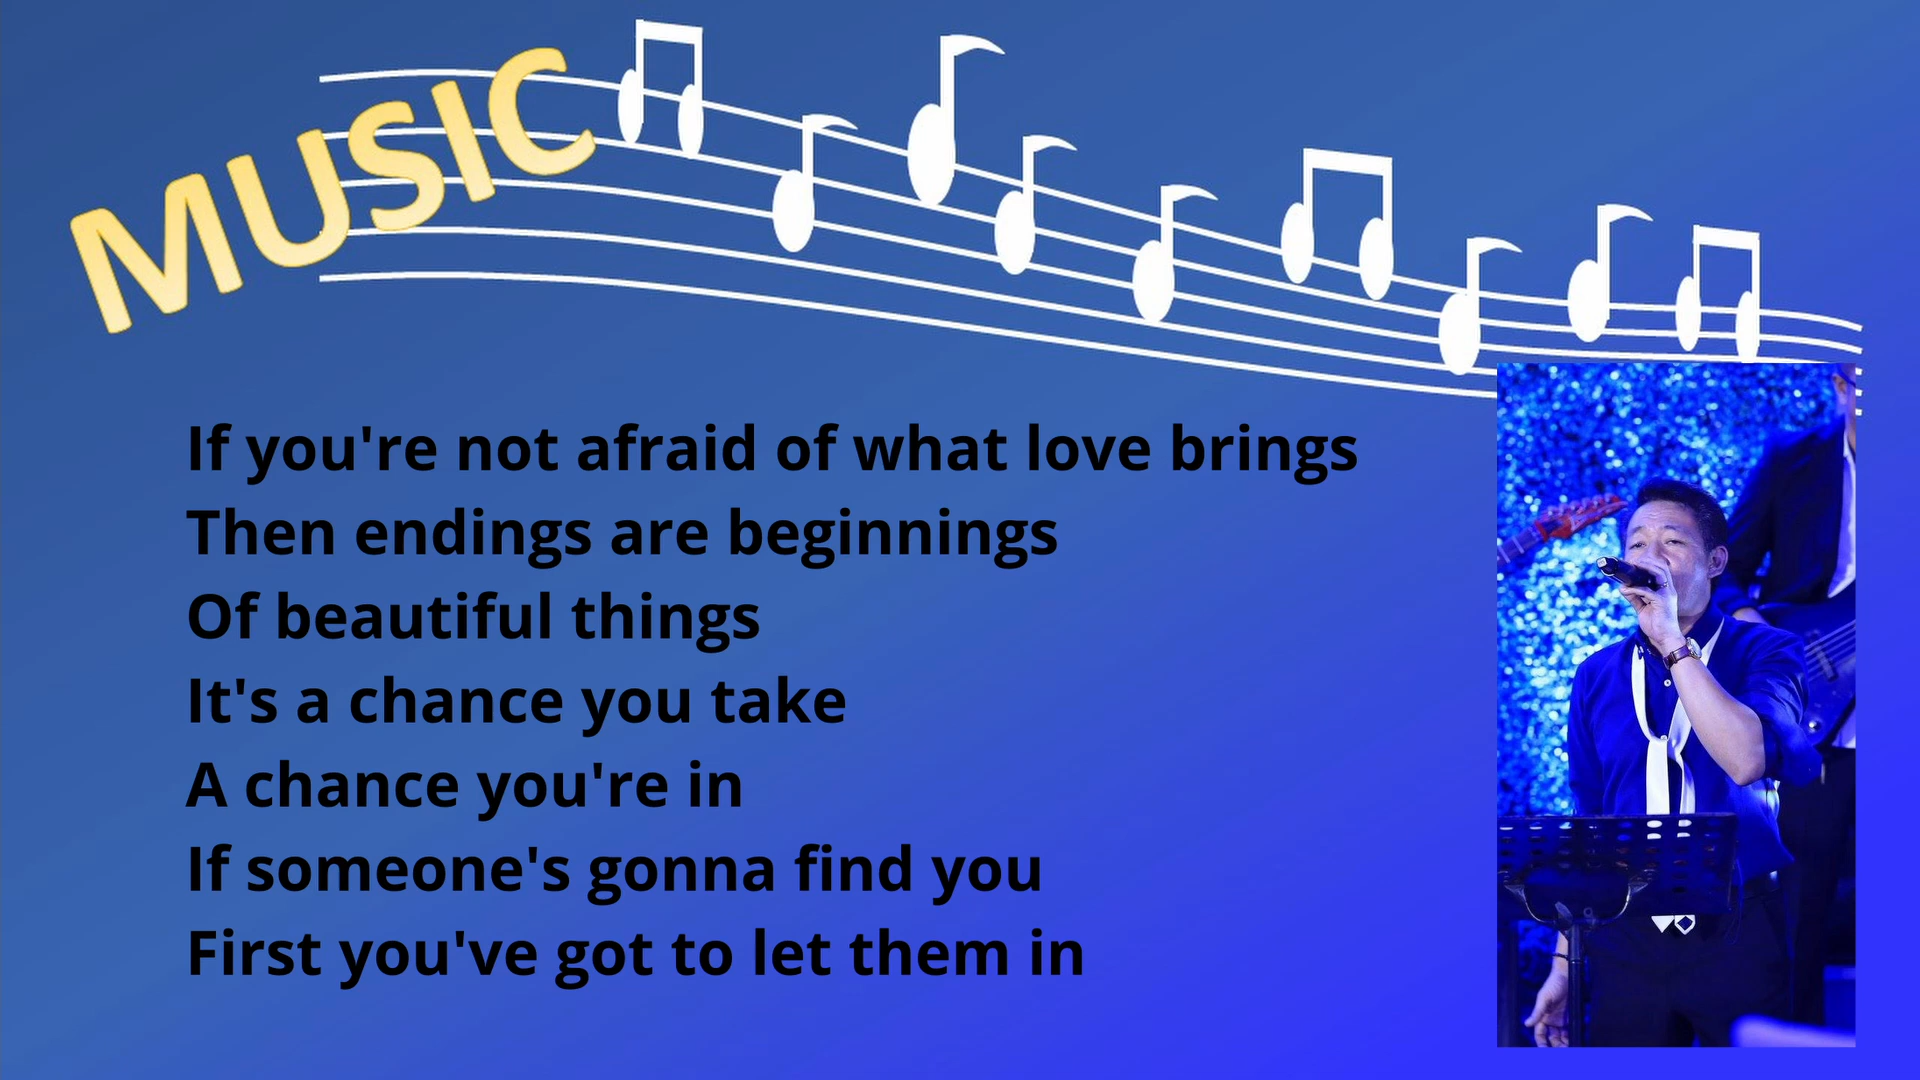 MUSIC
If you're not afraid of what love brings
Then endings are beginnings
Of beautiful things
It's a chance you take
A chance you're in
If someone's gonna find you
First you've got to let them in